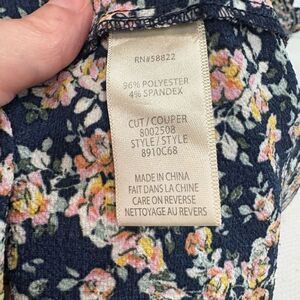 RN#58822
96% POLYESTER
4% SPANDEX
CUT / COUPER
8002508
STYLE / STYLE
8910C68
MADE IN CHINA
FAIT DANS LA CHINE
CARE ON REVERSE
NETTOYAGE AU REVERS